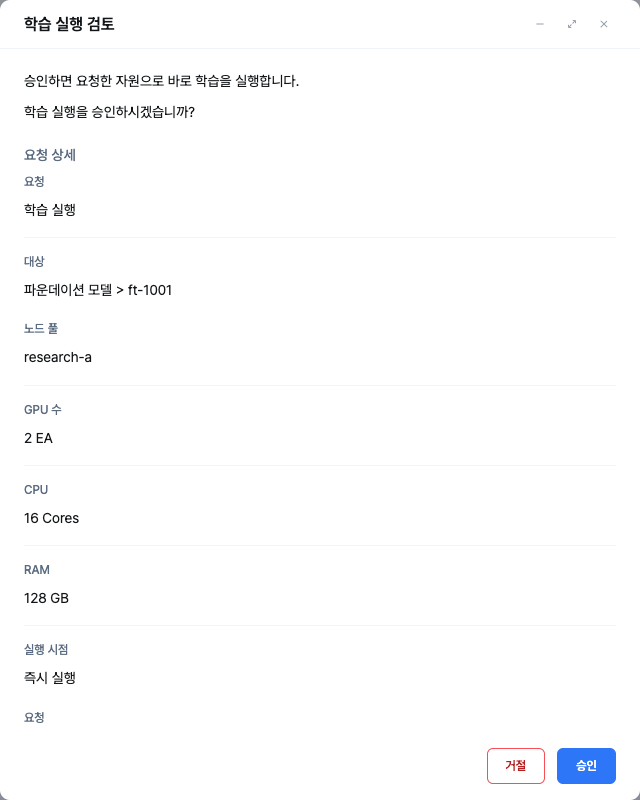 학습 실행 검토
승인하면 요청한 자원으로 바로 학습을 실행합니다.
학습 실행을 승인하시겠습니까?
요청 상세
요청
학습 실행
대상
파운데이션 모델 > ft-1001
노드 풀
research-a
GPU 수
2 EA
CPU
16 Cores
RAM
128 GB
실행 시점
즉시 실행
요청
거절
승인